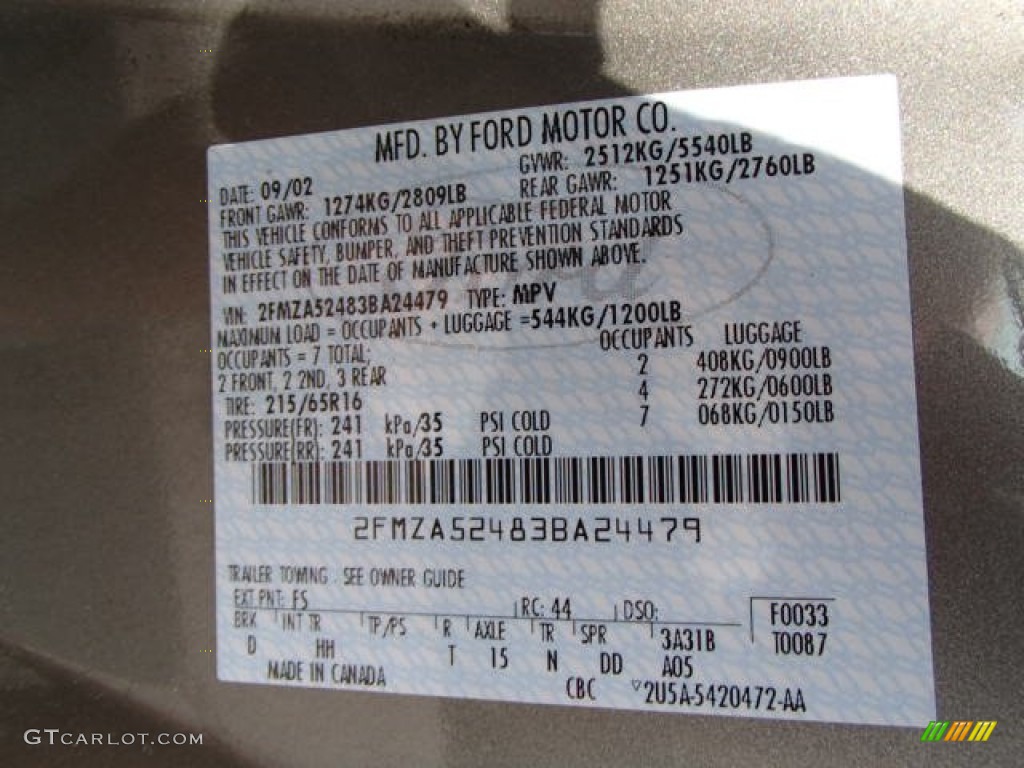 MFD. BY FORD MOTOR CO.
DATE: 09/02 GVWR: 2512KG/5540LB
FRONT GAWR: 1274KG/2809LB REAR GAWR: 1251KG/2760LB
THIS VEHICLE CONFORMS TO ALL APPLICABLE FEDERAL MOTOR
VEHICLE SAFETY, BUMPER, AND THEFT PREVENTION STANDARDS
IN EFFECT ON THE DATE OF MANUFACTURE SHOWN ABOVE.
VIN: 2FMZA52483BA24479 TYPE: MPV
MAXIMUM LOAD = OCCUPANTS + LUGGAGE =544KG/1200LB
OCCUPANTS = 7 TOTAL: OCCUPANTS LUGGAGE
2 FRONT, 2 2ND, 3 REAR 2 408KG/0900LB
TIRE: 215/65R16 4 272KG/0600LB
PRESSURE(FR): 241 kPa/35 PSI COLD 7 068KG/0150LB
PRESSURE(RR): 241 kPa/35 PSI COLD
2FMZA52483BA24479
TRAILER TOWING - SEE OWNER GUIDE
EXT PNT: FS RC: 44 DSO: F0033
BRK INT TR TP/PS R AXLE TR SPR 3A31B T0087
D HH T 15 N DD A05
MADE IN CANADA CBC 2U5A-5420472-AA
GTCARLOT.COM